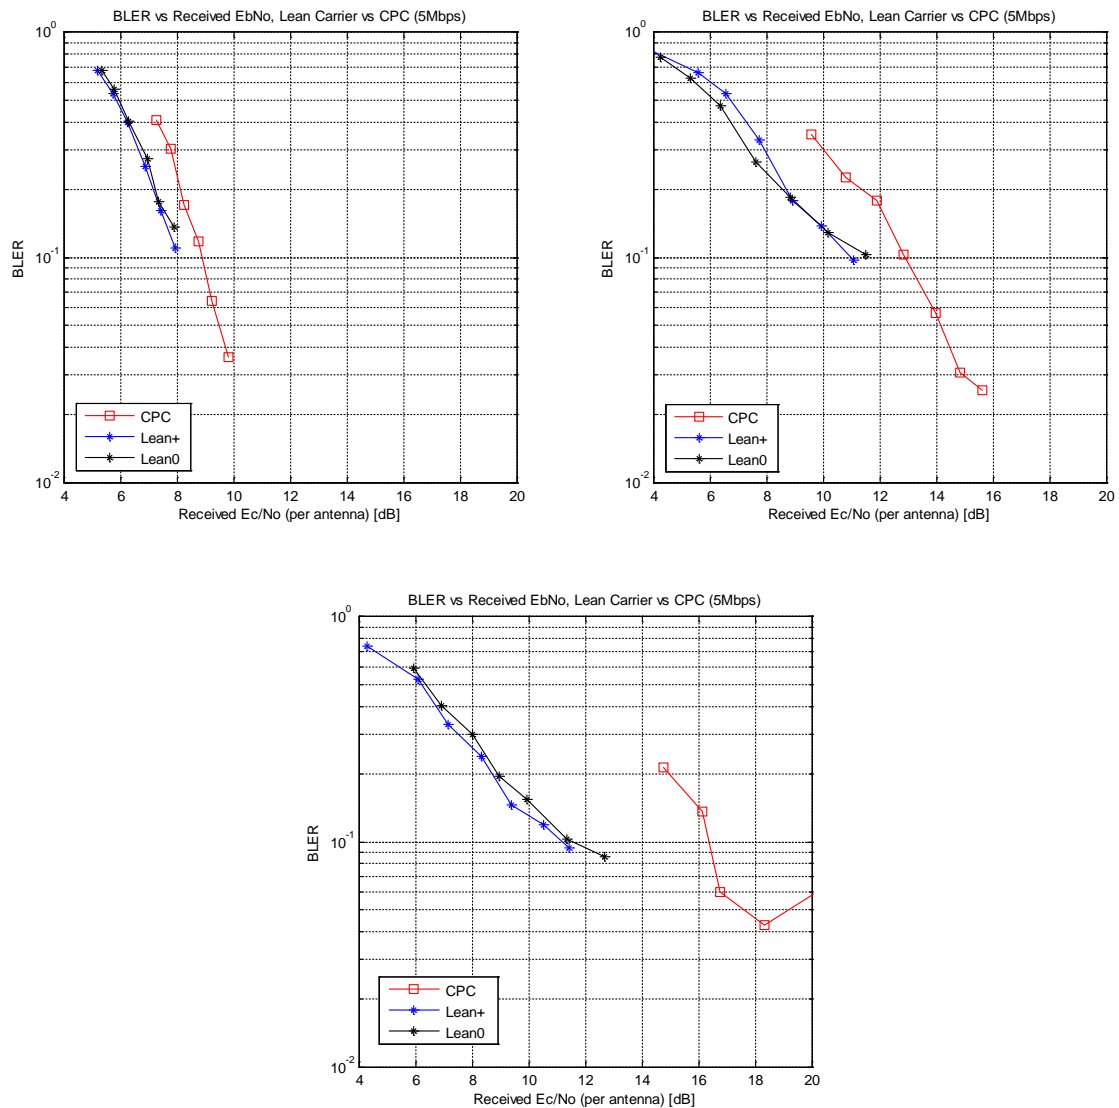 BLER vs Received EbNo, Lean Carrier vs CPC (5Mbps)
10^0
10^-1
10^-2
BLER
CPC
Lean+
Lean0
4 6 8 10 12 14 16 18 20
Received Ec/No (per antenna) [dB]
BLER vs Received EbNo, Lean Carrier vs CPC (5Mbps)
10^0
10^-1
10^-2
BLER
CPC
Lean+
Lean0
4 6 8 10 12 14 16 18 20
Received Ec/No (per antenna) [dB]
BLER vs Received EbNo, Lean Carrier vs CPC (5Mbps)
10^0
10^-1
10^-2
BLER
CPC
Lean+
Lean0
4 6 8 10 12 14 16 18 20
Received Ec/No (per antenna) [dB]